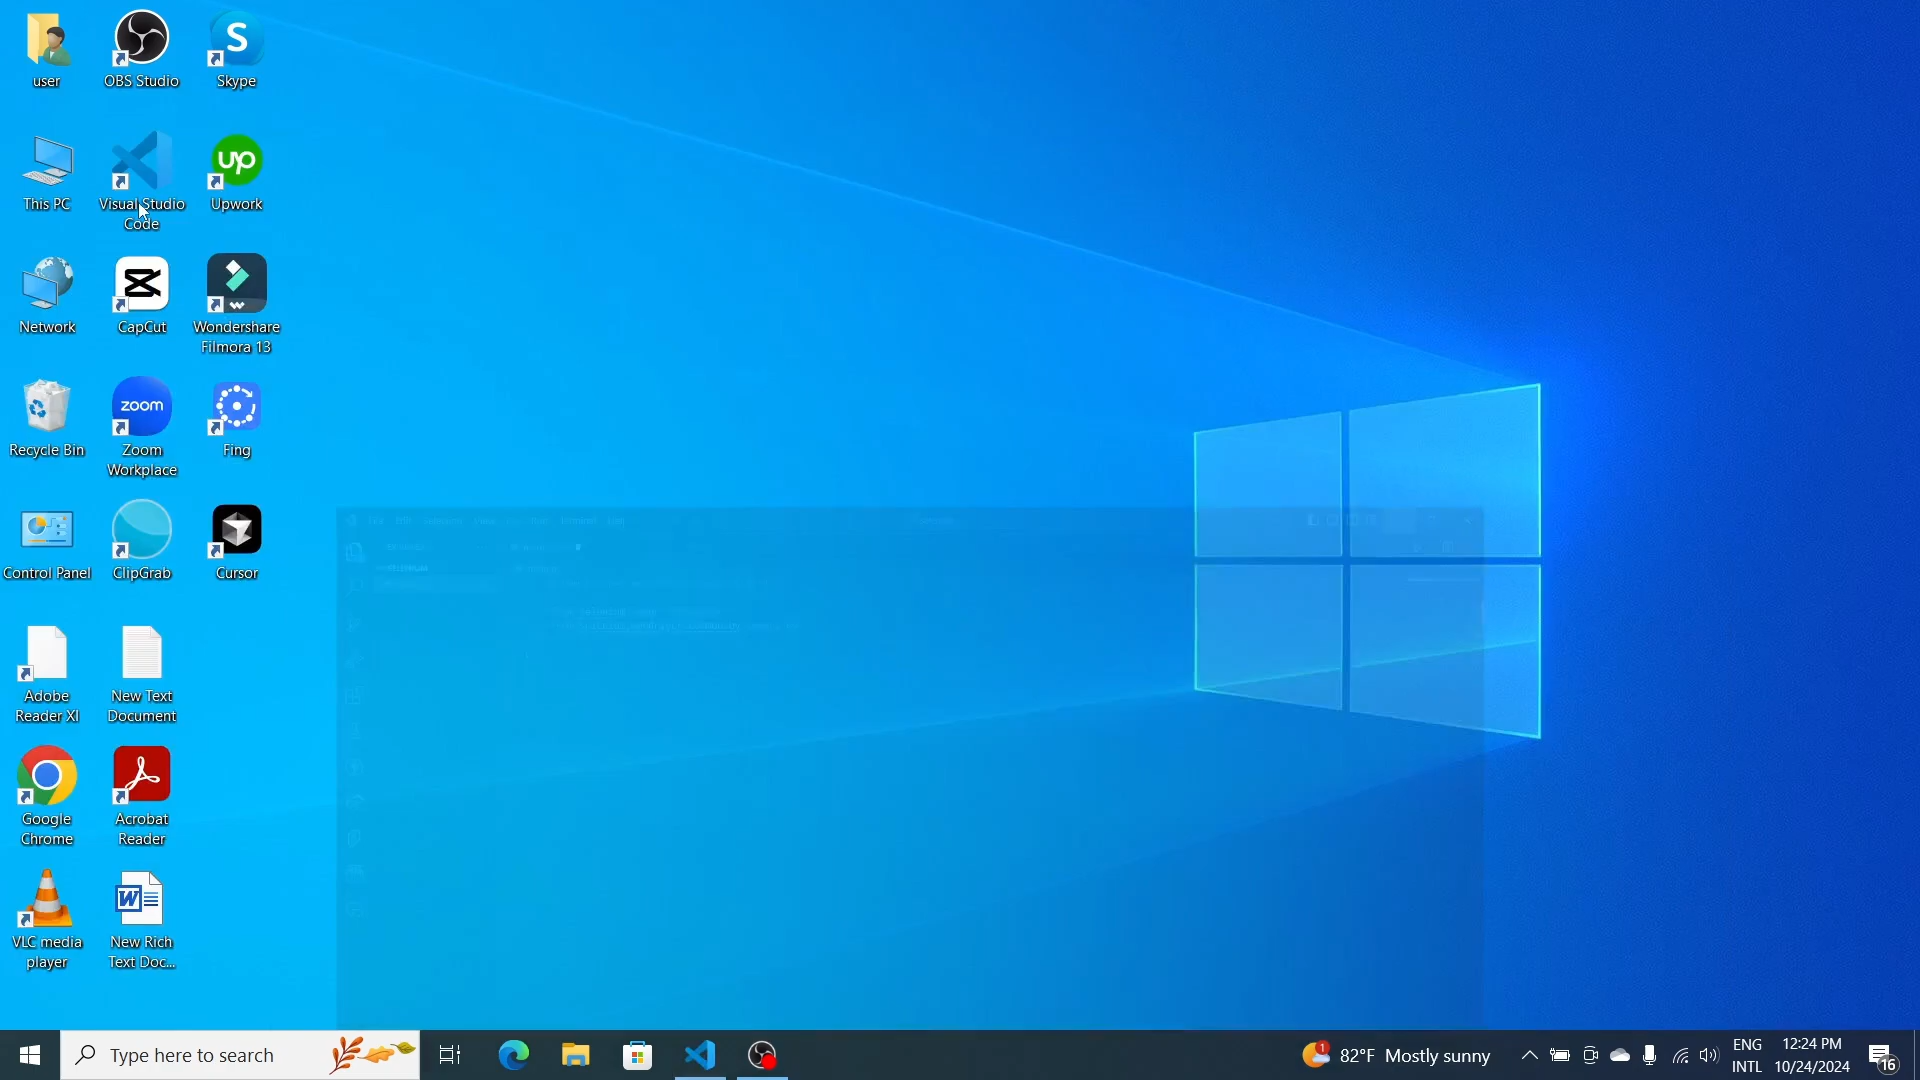 user
OBS Studio
S
Skype
This PC
Visual Studio
Code
up
Upwork
Network
CapCut
Wondershare
Filmora 13
Recycle Bin
zoom
Zoom
Workplace
Fing
Control Panel
ClipGrab
Cursor
Adobe
Reader XI
New Text
Document
Google
Chrome
Acrobat
Reader
VLC media
player
W
New Rich
Text Doc...
Type here to search
1
82°F Mostly sunny
ENG
INTL
12:24 PM
10/24/2024
16